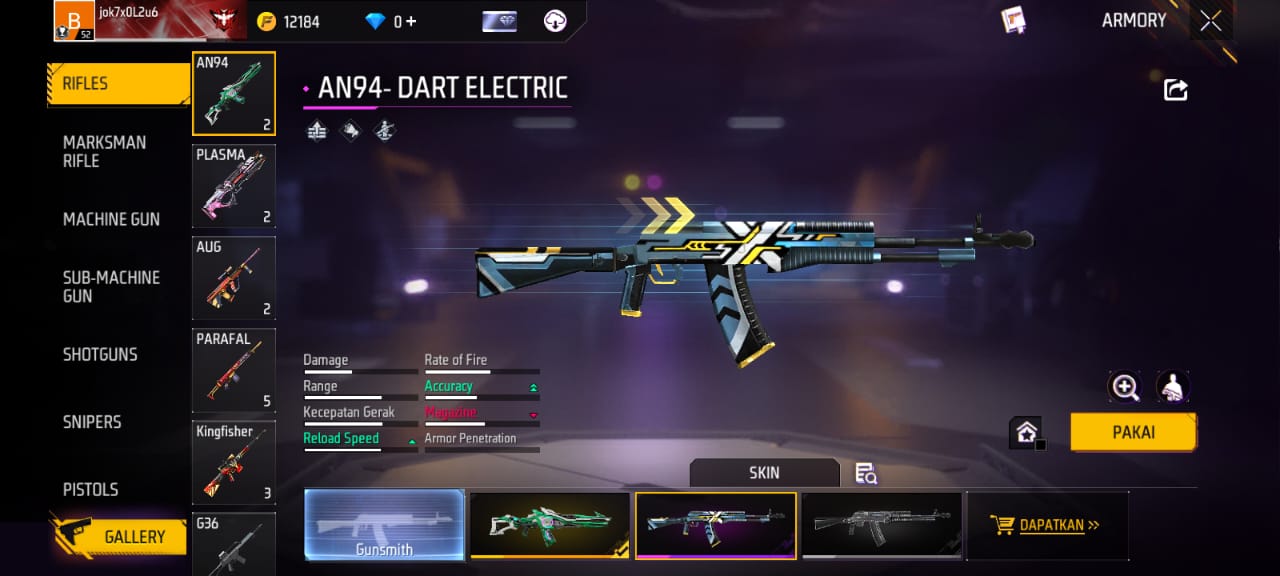 B
52
jok7x0L2u6
12184
0 +
ARMORY
RIFLES
MARKSMAN
RIFLE
MACHINE GUN
SUB-MACHINE
GUN
SHOTGUNS
SNIPERS
PISTOLS
GALLERY
AN94
2
PLASMA
2
AUG
2
PARAFAL
5
Kingfisher
3
G36
AN94- DART ELECTRIC
Damage
Rate of Fire
Range
Accuracy
Kecepatan Gerak
Magazine
Reload Speed
Armor Penetration
PAKAI
SKIN
Gunsmith
DAPATKAN >>